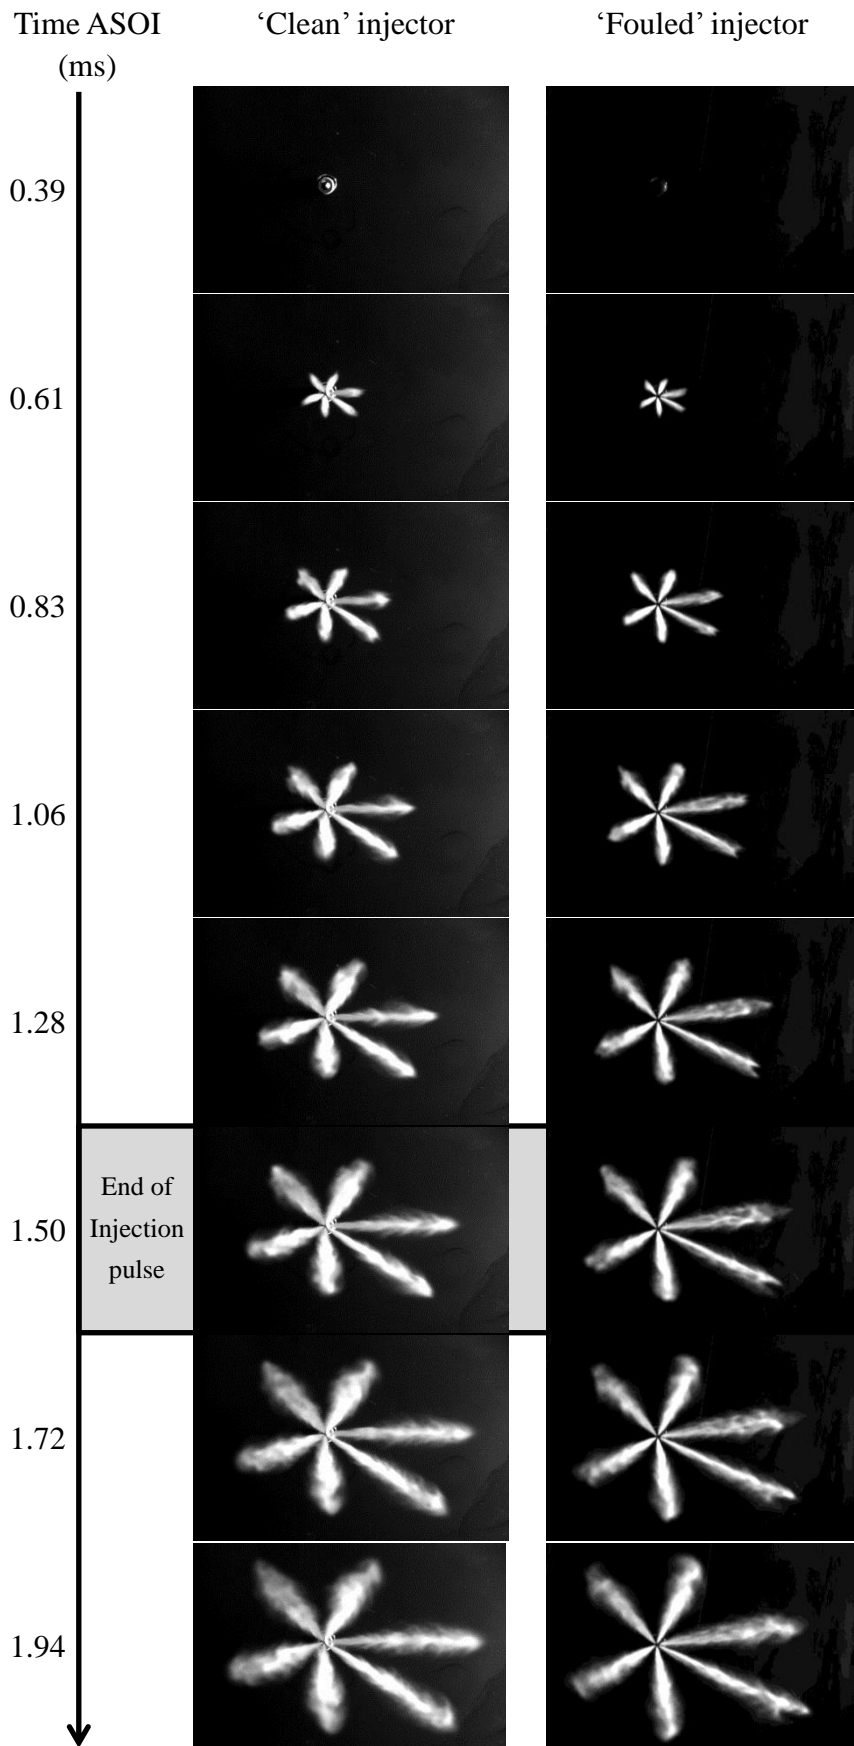 Time ASOI
(ms)
‘Clean’ injector
‘Fouled’ injector
0.39
0.61
0.83
1.06
1.28
1.50
End of
Injection
pulse
1.72
1.94